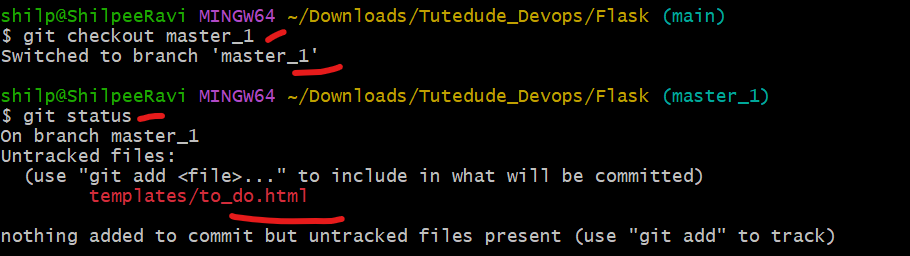 shilp@ShilpeeRavi MINGW64 ~/Downloads/Tutedude_Devops/Flask (main)
$ git checkout master_1
Switched to branch 'master_1'
shilp@ShilpeeRavi MINGW64 ~/Downloads/Tutedude_Devops/Flask (master_1)
$ git status
On branch master_1
Untracked files:
(use "git add <file>..." to include in what will be committed)
templates/to_do.html
nothing added to commit but untracked files present (use "git add" to track)